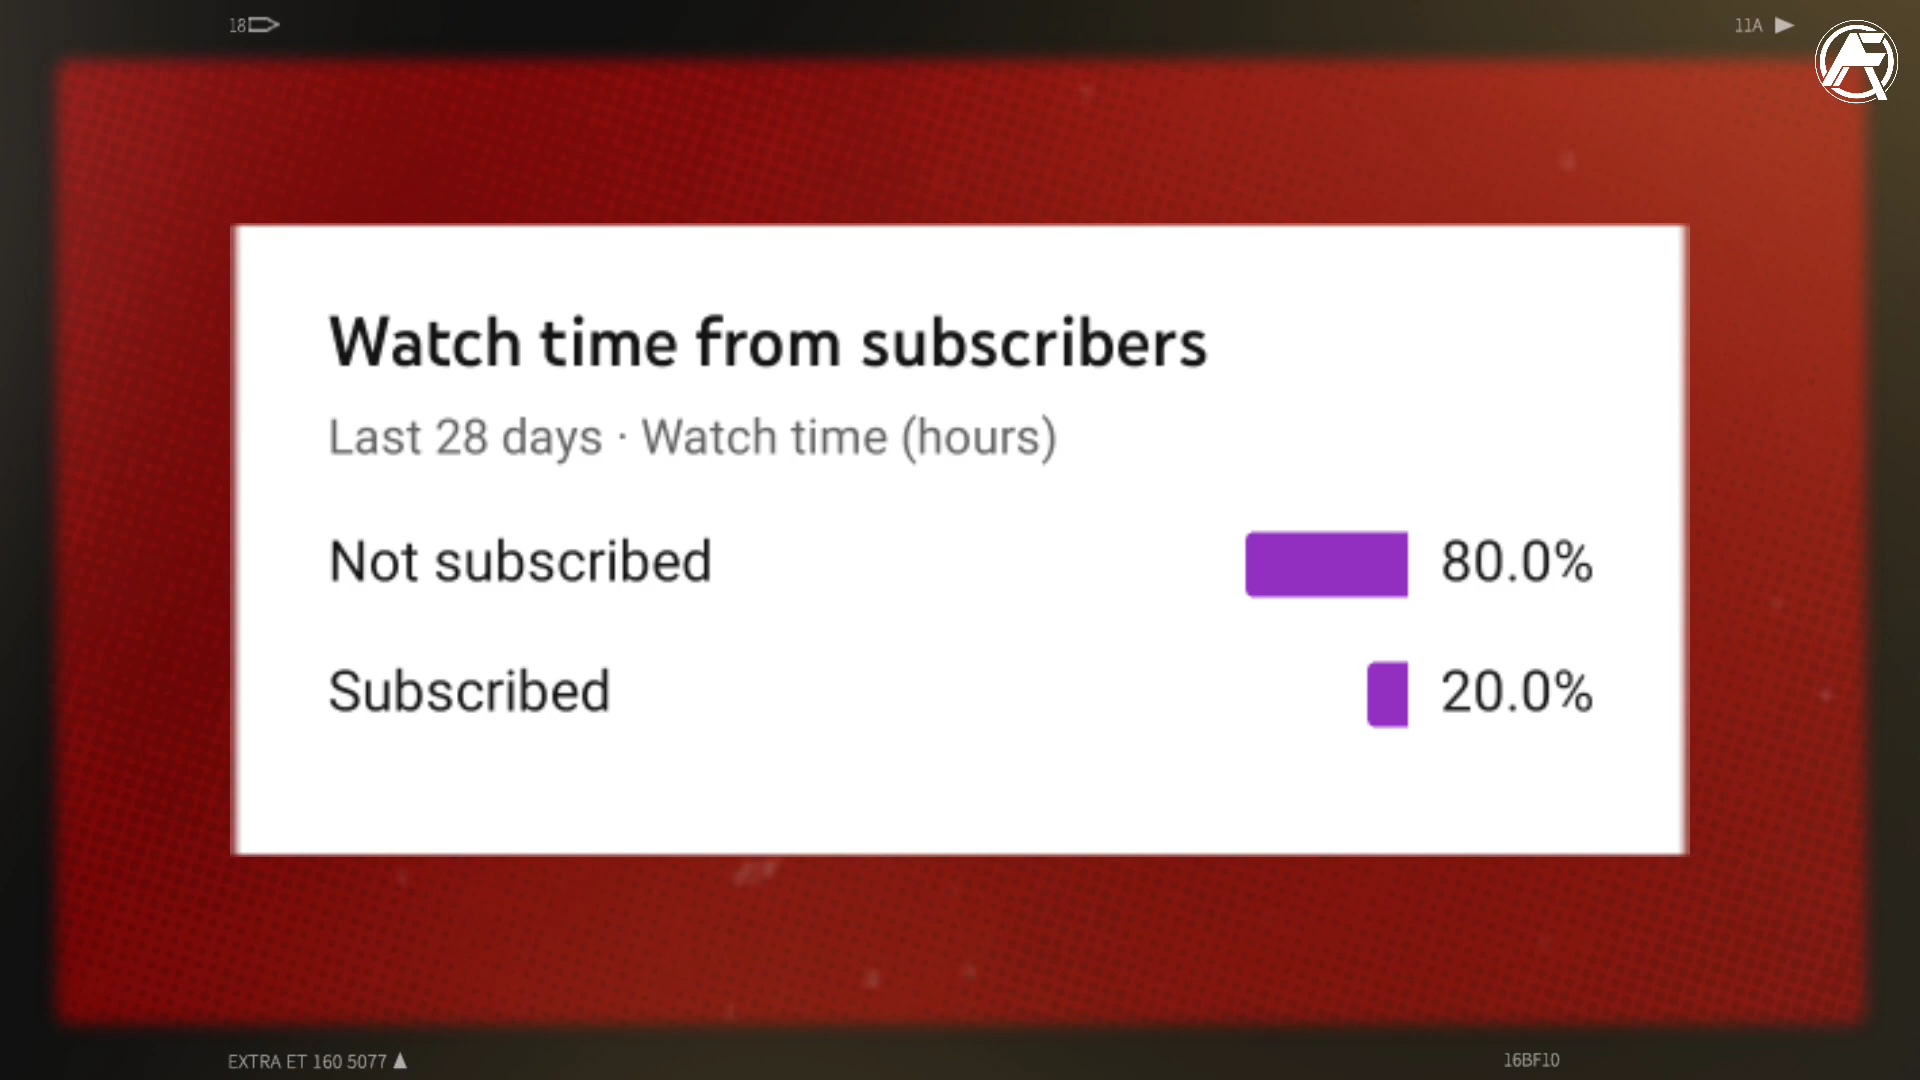 18
11A
Watch time from subscribers
Last 28 days · Watch time (hours)
Not subscribed 80.0%
Subscribed 20.0%
EXTRA ET 160 5077
16BF10